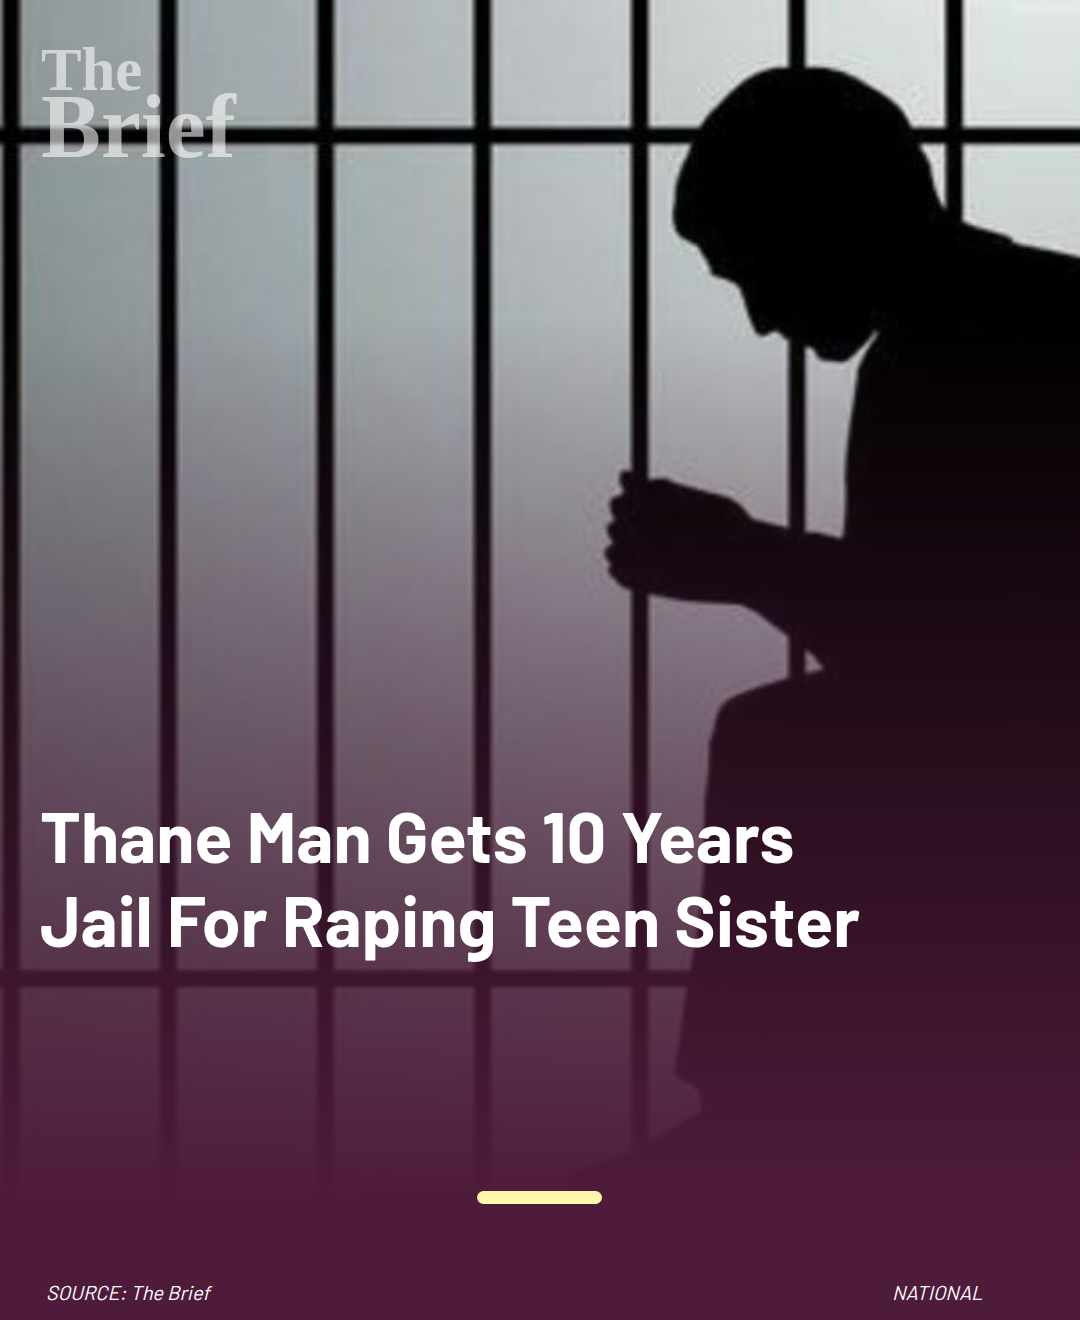 The
Brief
Thane Man Gets 10 Years
Jail For Raping Teen Sister
SOURCE: The Brief
NATIONAL